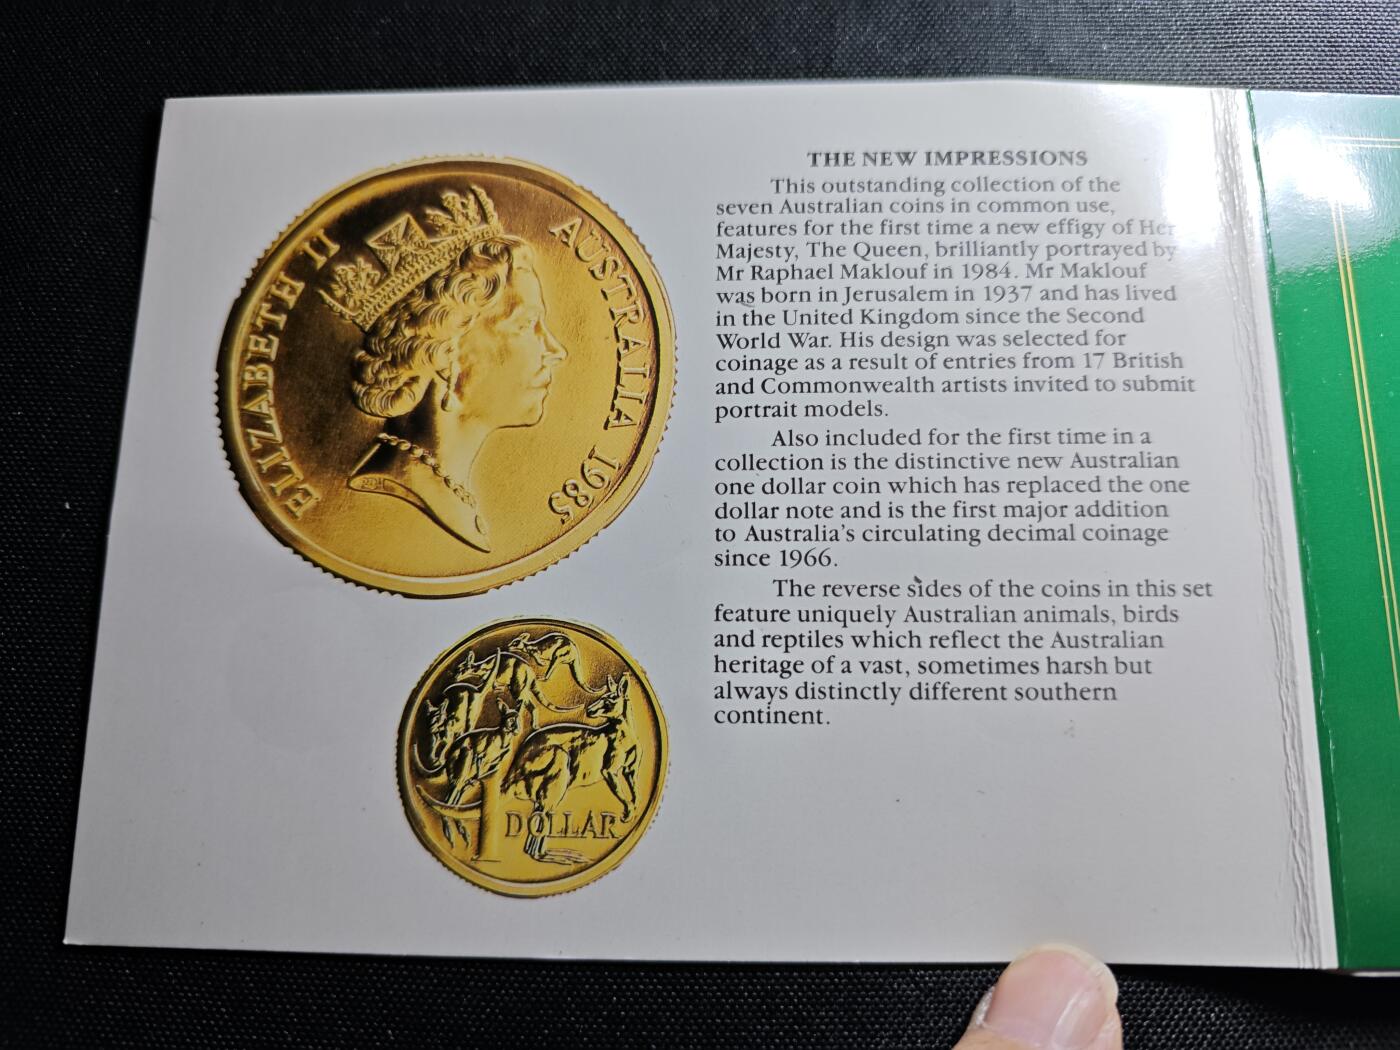 ELIZABETH II
AUSTRALIA 1985
1 DOLLAR
THE NEW IMPRESSIONS
This outstanding collection of the
seven Australian coins in common use,
features for the first time a new effigy of Her
Majesty, The Queen, brilliantly portrayed by
Mr Raphael Maklouf in 1984. Mr Maklouf
was born in Jerusalem in 1937 and has lived
in the United Kingdom since the Second
World War. His design was selected for
coinage as a result of entries from 17 British
and Commonwealth artists invited to submit
portrait models.
Also included for the first time in a
collection is the distinctive new Australian
one dollar coin which has replaced the one
dollar note and is the first major addition
to Australia's circulating decimal coinage
since 1966.
The reverse sides of the coins in this set
feature uniquely Australian animals, birds
and reptiles which reflect the Australian
heritage of a vast, sometimes harsh but
always distinctly different southern
continent.